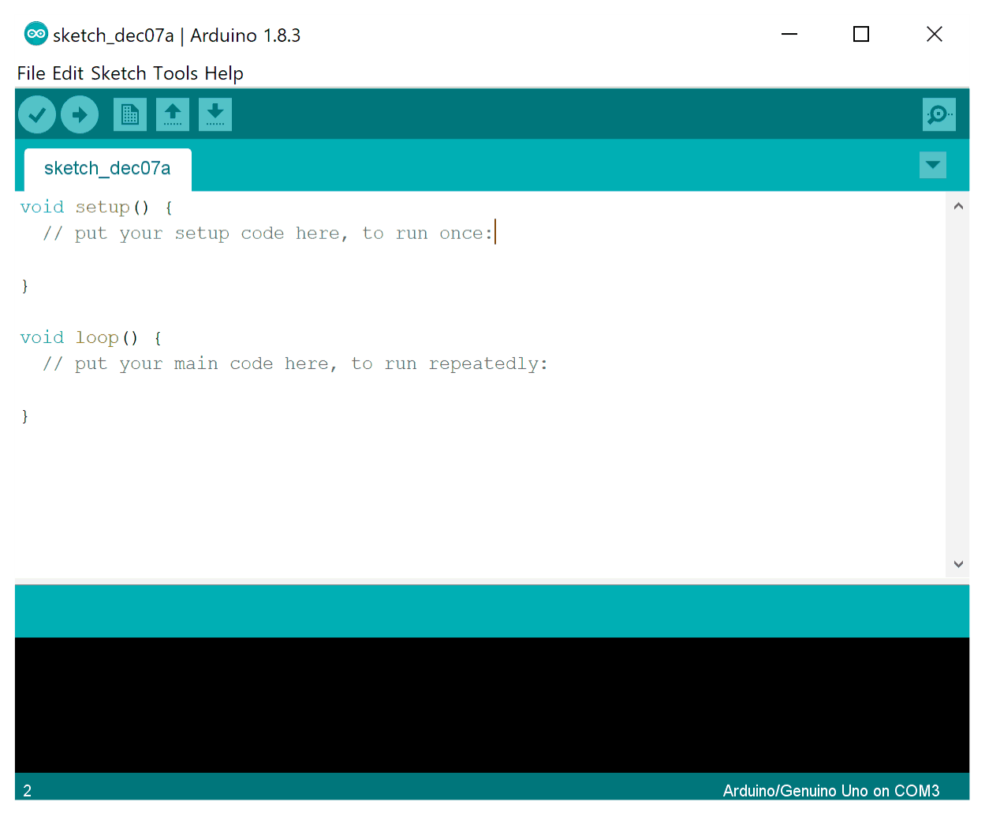 sketch_dec07a | Arduino 1.8.3
File Edit Sketch Tools Help
sketch_dec07a
void setup() {
  // put your setup code here, to run once:
}
void loop() {
  // put your main code here, to run repeatedly:
}
2
Arduino/Genuino Uno on COM3